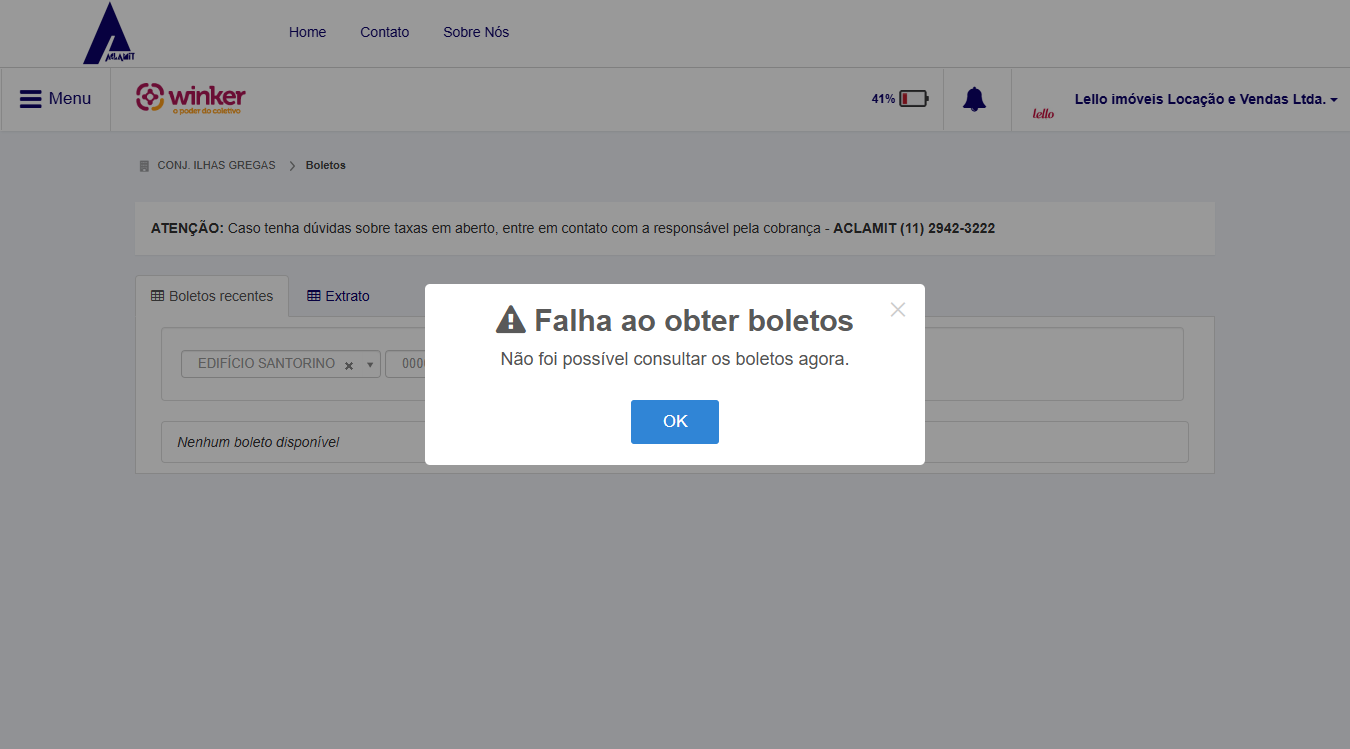 ACLAMIT
Home Contato Sobre Nós
Menu
winker
o poder do coletivo
41%
lello
Lello imóveis Locação e Vendas Ltda.
CONJ. ILHAS GREGAS > Boletos
ATENÇÃO: Caso tenha dúvidas sobre taxas em aberto, entre em contato com a responsável pela cobrança - ACLAMIT (11) 2942-3222
Boletos recentes Extrato
Falha ao obter boletos ×
Não foi possível consultar os boletos agora.
OK
EDIFÍCIO SANTORINO ×
Nenhum boleto disponível